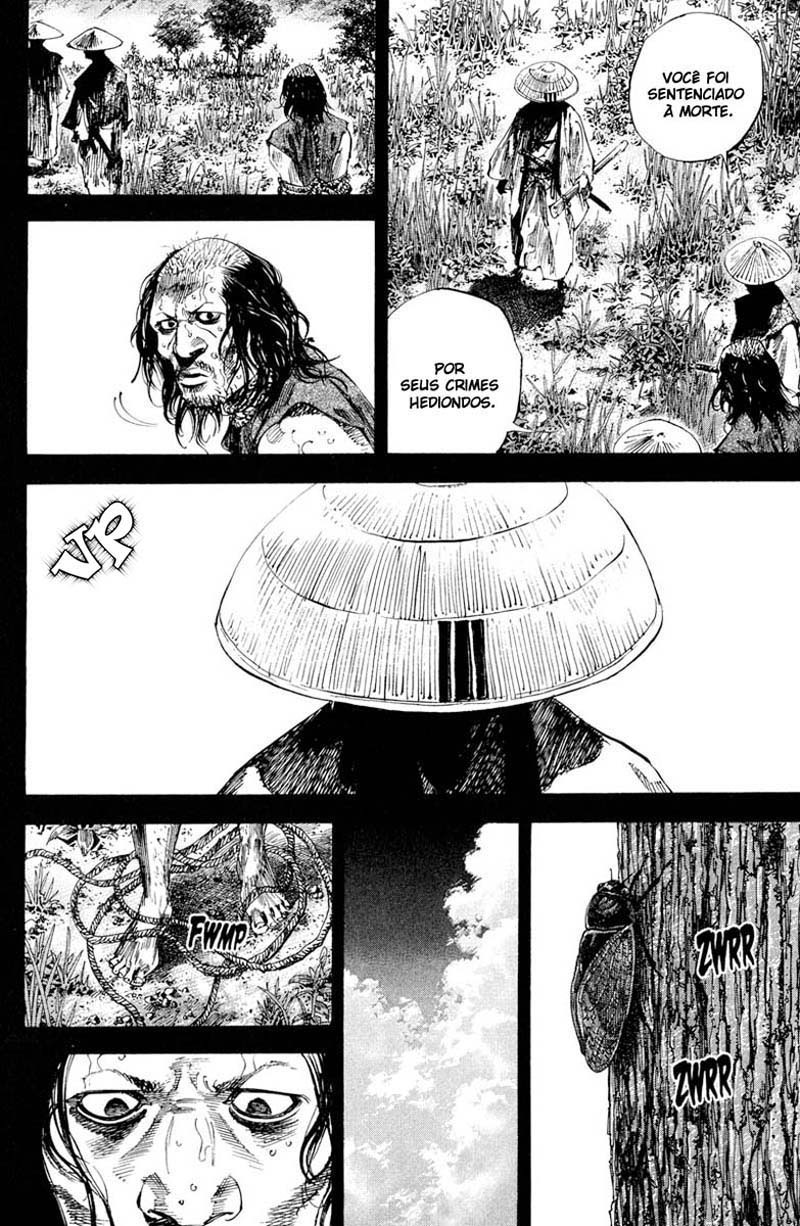 VOCÊ FOI
SENTENCIADO
À MORTE.
POR
SEUS CRIMES
HEDIONDOS.
VP
ZWRR
ZWRR
FWMP